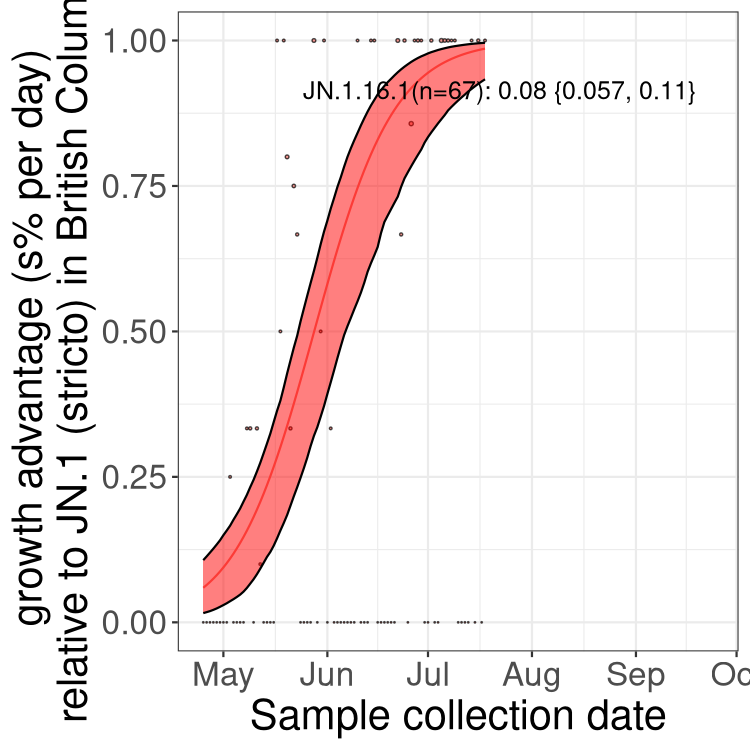 growth advantage (s% per day)
relative to JN.1 (stricto) in British Colum
1.00
0.75
0.50
0.25
0.00
JN.1.16.1(n=67): 0.08 {0.057, 0.11}
May Jun Jul Aug Sep Oc
Sample collection date